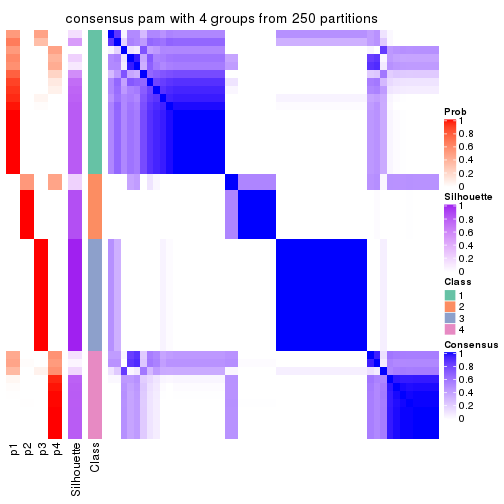 consensus pam with 4 groups from 250 partitions
Prob
1
0.8
0.6
0.4
0.2
0
Silhouette
1
0.8
0.6
0.4
0.2
0
Class
1
2
3
4
Consensus
1
0.8
0.6
0.4
0.2
0
p1
p2
p3
p4
Silhouette
Class